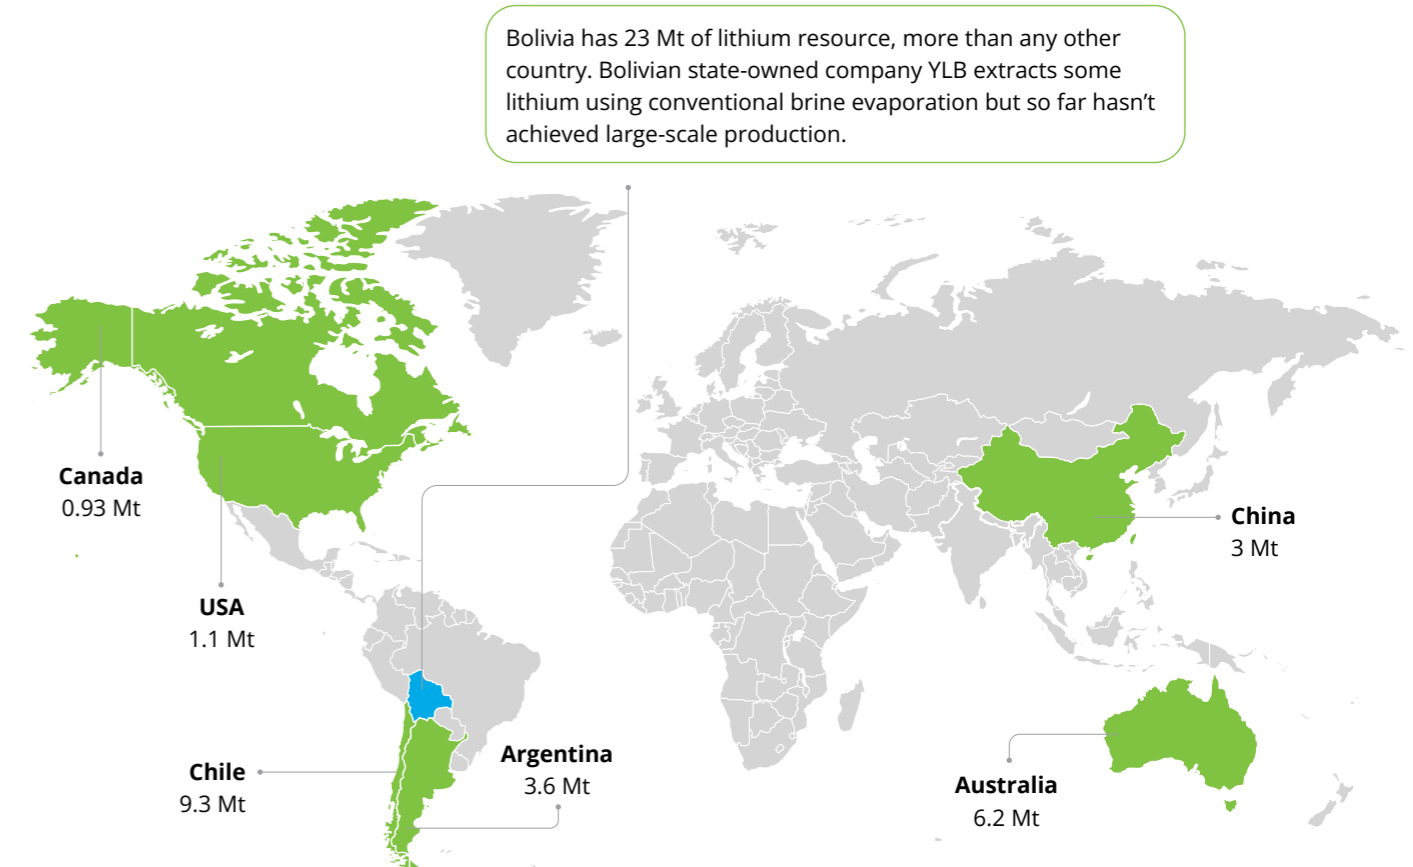 Bolivia has 23 Mt of lithium resource, more than any other
country. Bolivian state-owned company YLB extracts some
lithium using conventional brine evaporation but so far hasn’t
achieved large-scale production.
Canada
0.93 Mt
USA
1.1 Mt
Chile
9.3 Mt
Argentina
3.6 Mt
China
3 Mt
Australia
6.2 Mt